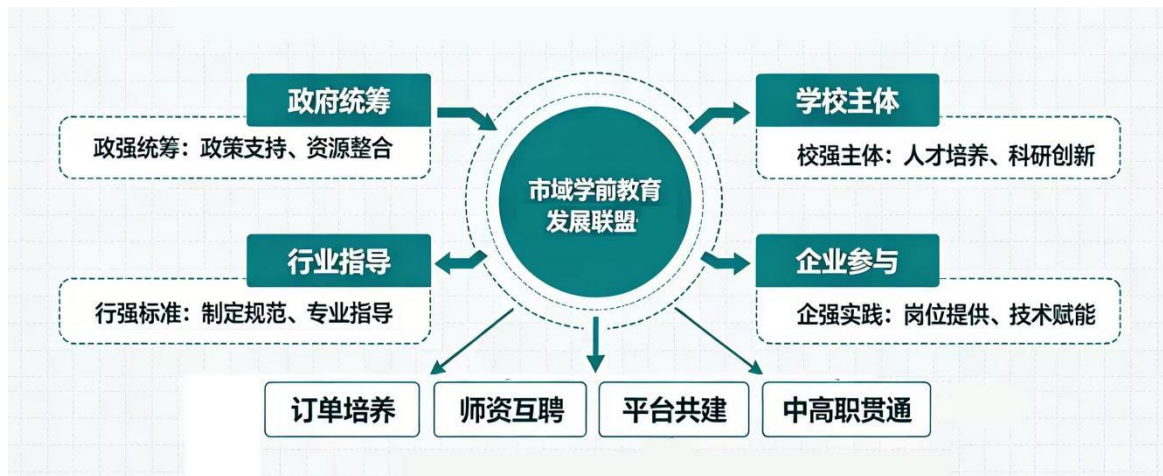 政府统筹
政强统筹：政策支持、资源整合
学校主体
校强主体：人才培养、科研创新
市域学前教育
发展联盟
行业指导
行强标准：制定规范、专业指导
企业参与
企强实践：岗位提供、技术赋能
订单培养
师资互聘
平台共建
中高职贯通